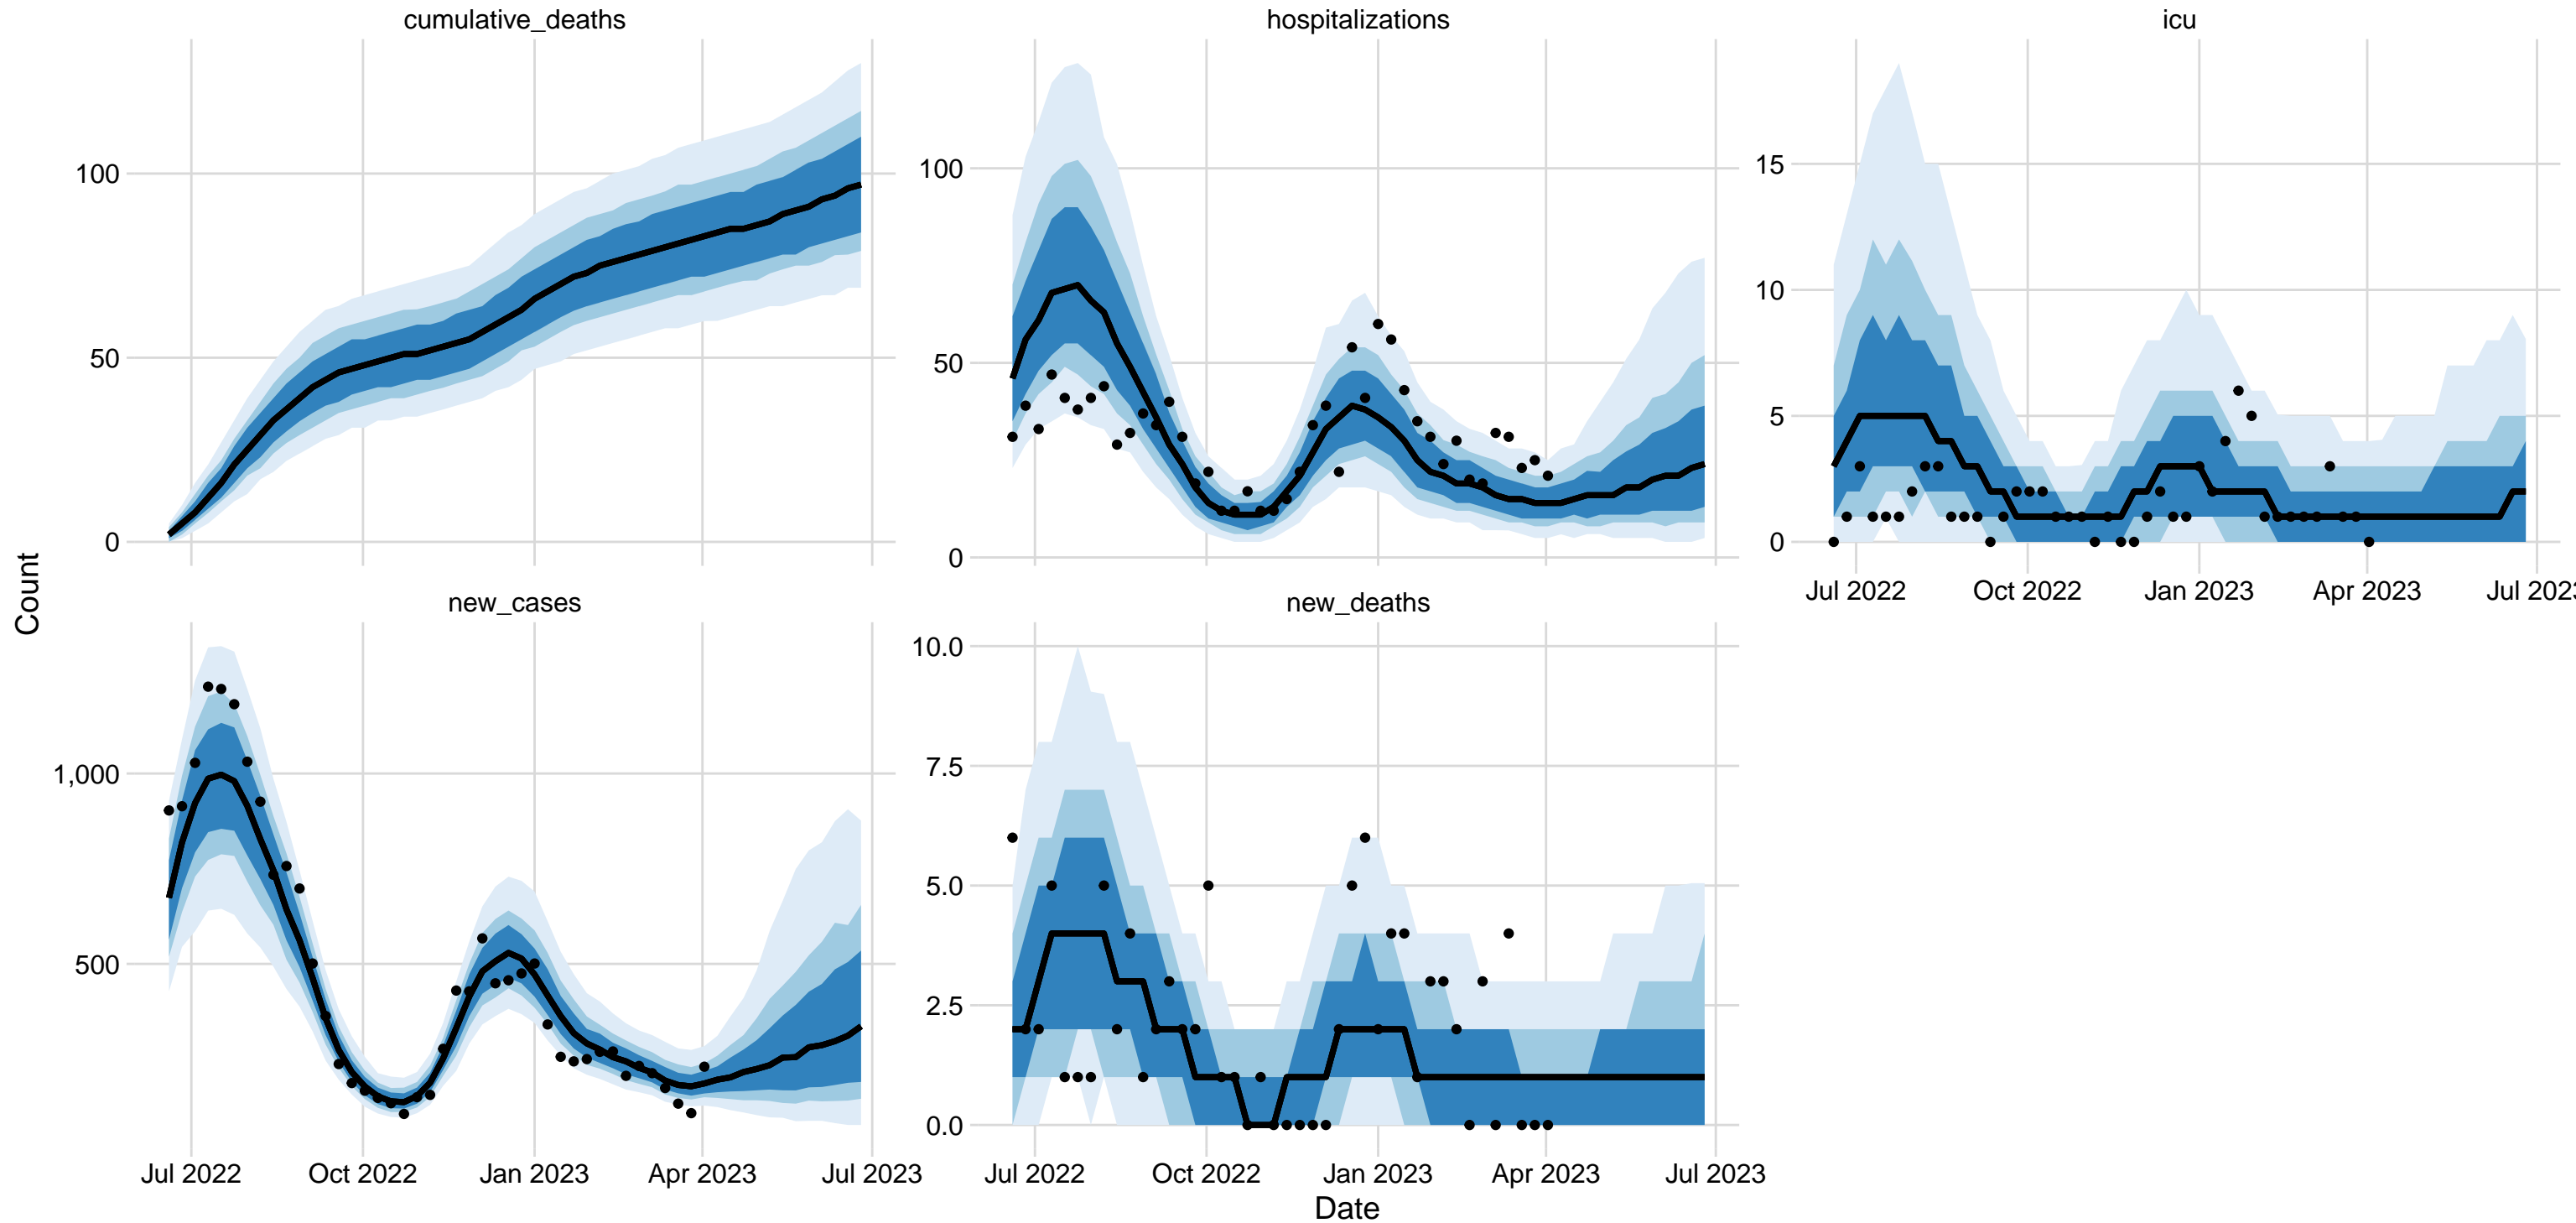 cumulative_deaths
hospitalizations
icu
100
50
0
100
50
0
15
10
5
0
Jul 2022 Oct 2022 Jan 2023 Apr 2023 Jul 202
Count
new_cases
new_deaths
1,000
500
10.0
7.5
5.0
2.5
0.0
Jul 2022 Oct 2022 Jan 2023 Apr 2023 Jul 2023
Jul 2022 Oct 2022 Jan 2023 Apr 2023 Jul 2023
Date